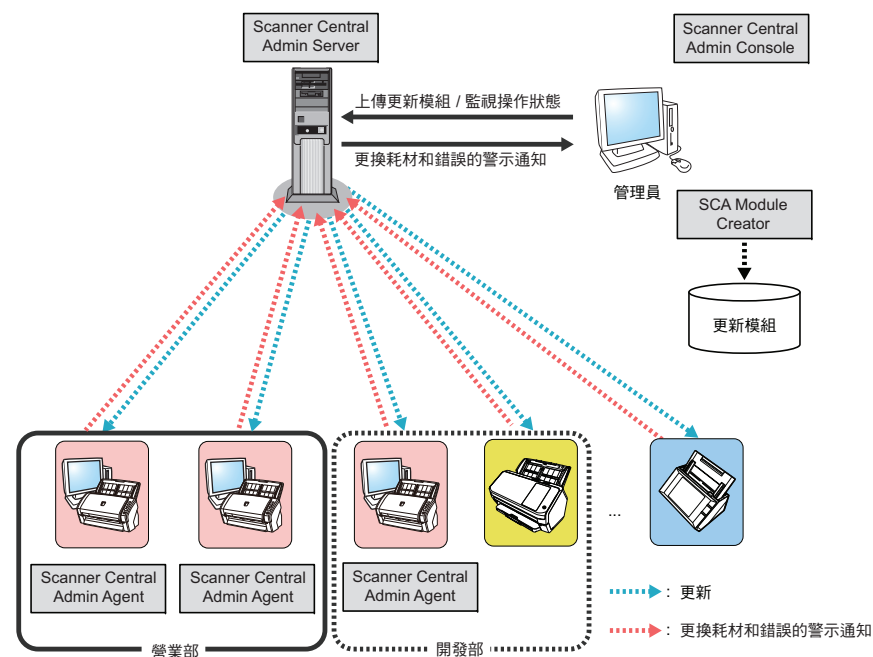 Scanner Central
Admin Server
Scanner Central
Admin Console
上傳更新模組 / 監視操作狀態
更換耗材和錯誤的警示通知
管理員
SCA Module
Creator
更新模組
...
Scanner Central
Admin Agent
Scanner Central
Admin Agent
Scanner Central
Admin Agent
營業部
開發部
: 更新
: 更換耗材和錯誤的警示通知